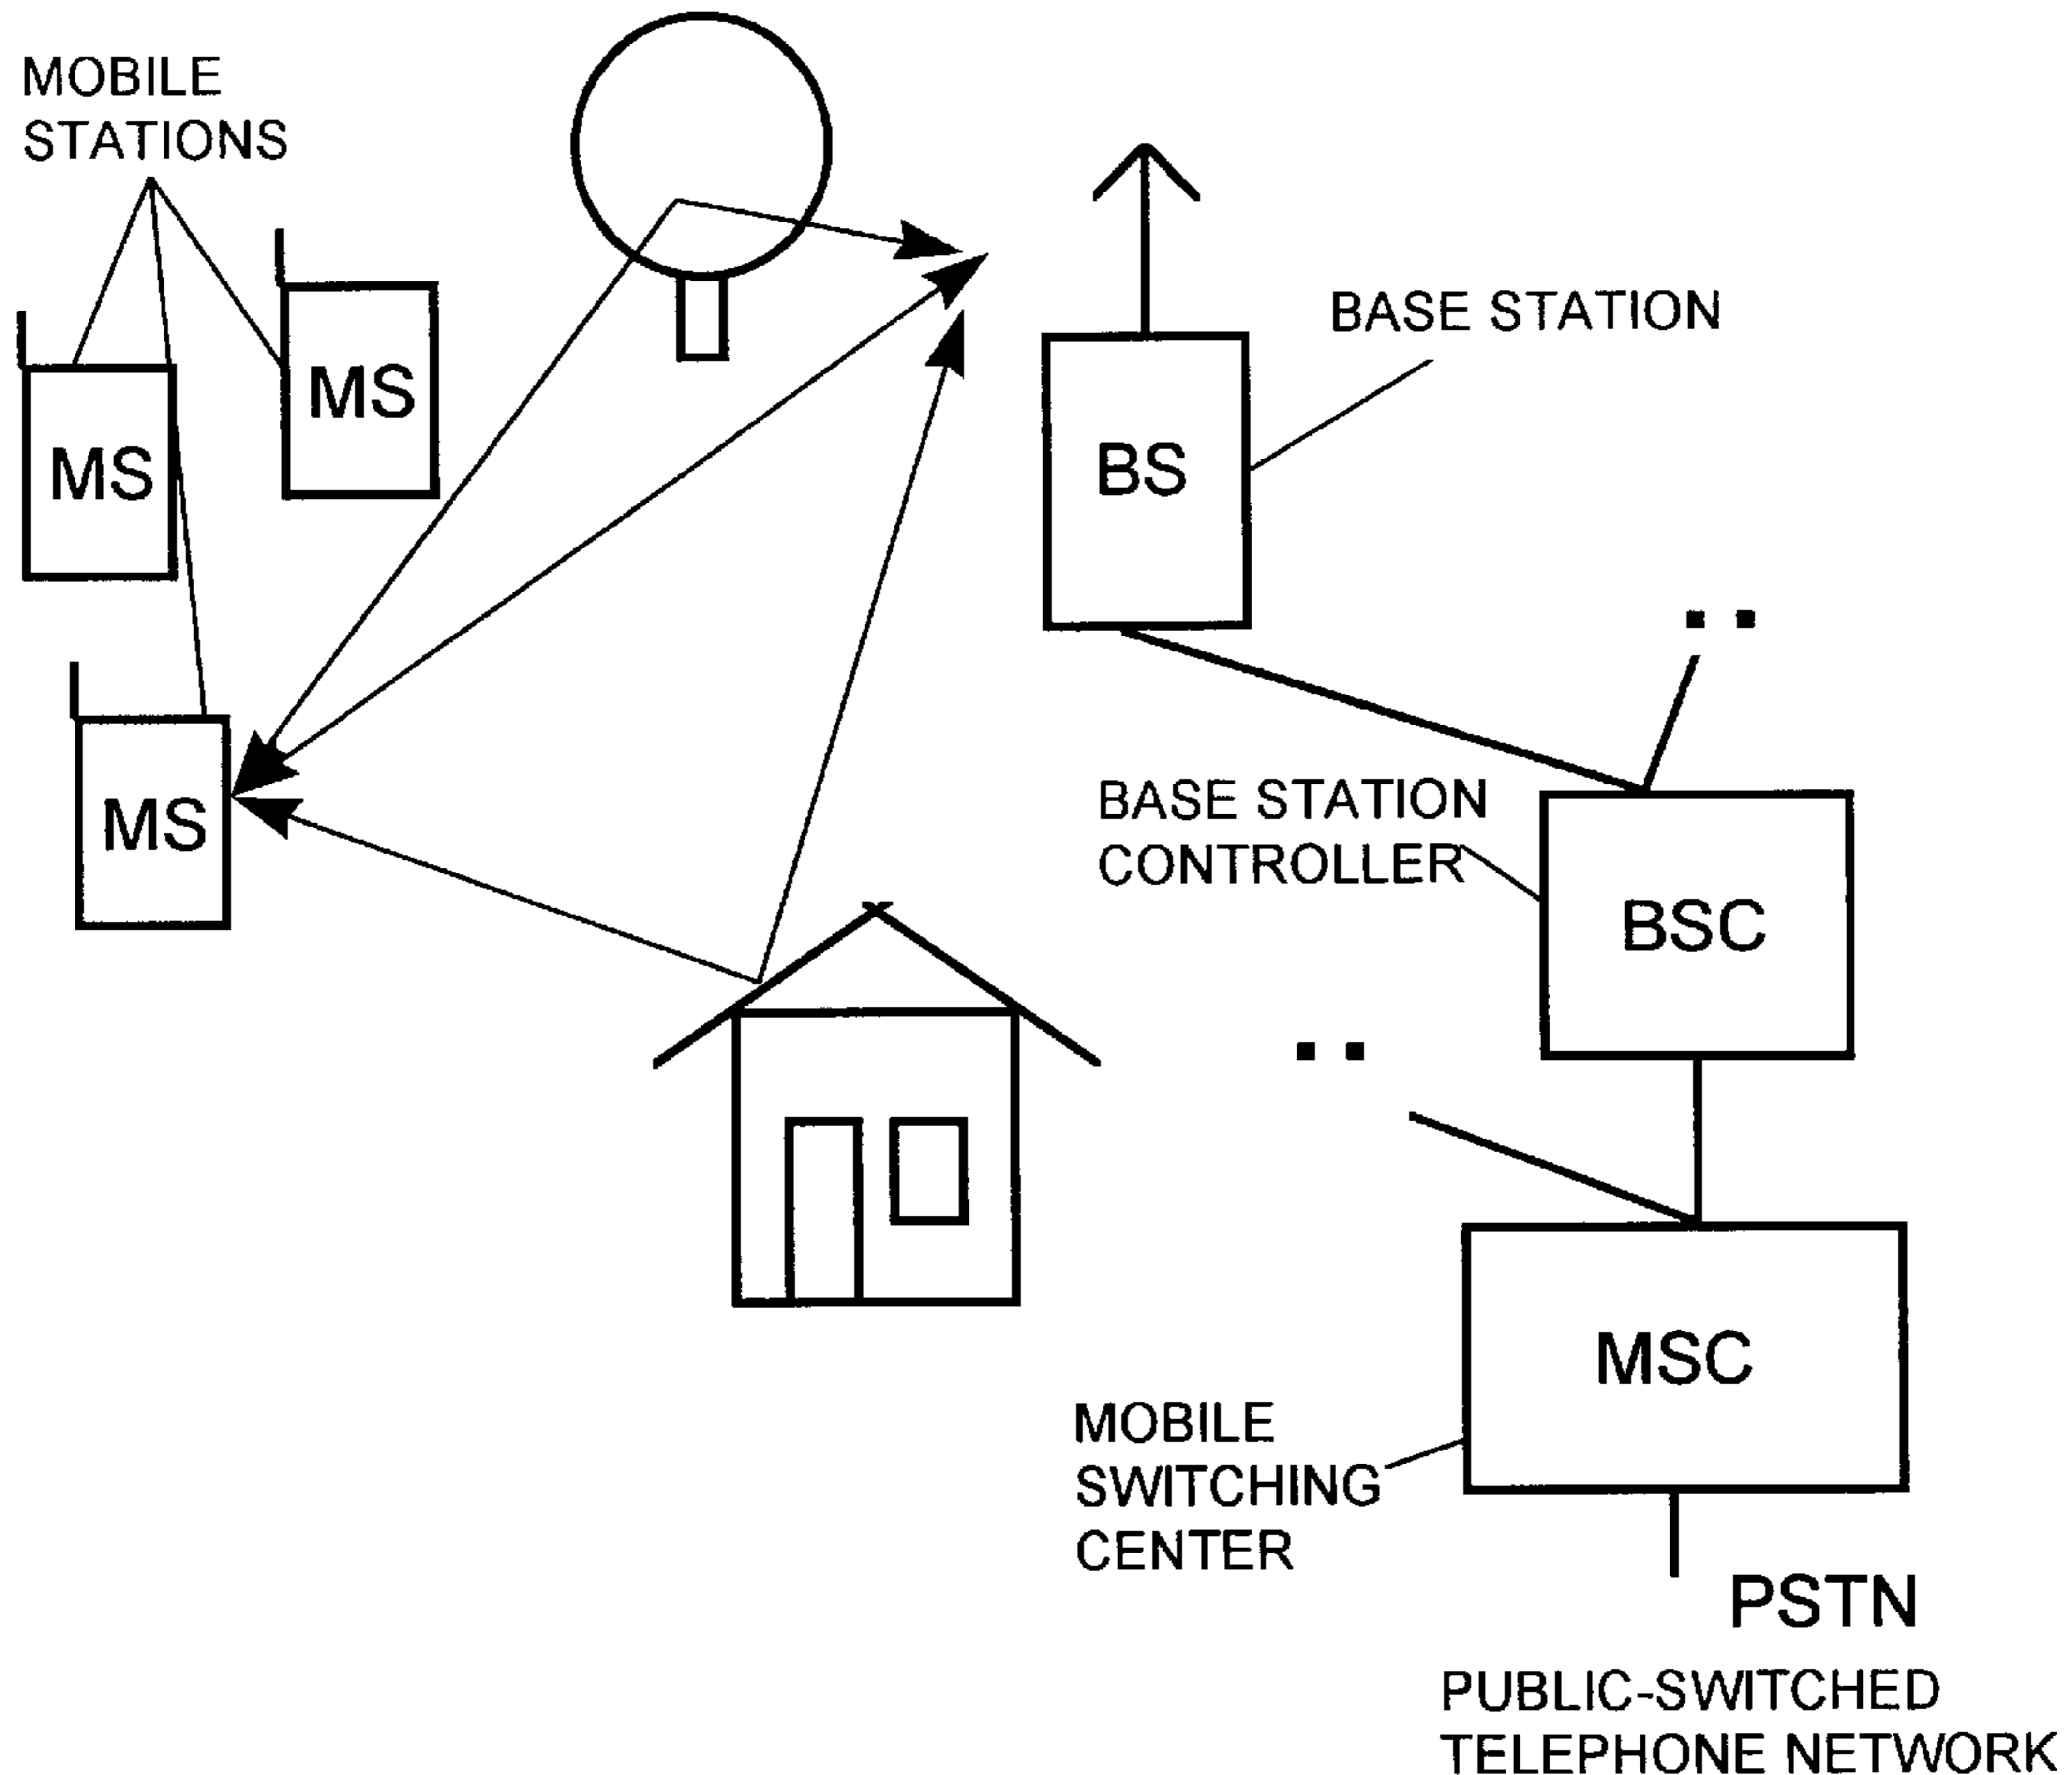 MOBILE
STATIONS
MS
MS
MS
BS
BASE STATION
BASE STATION
CONTROLLER
BSC
MSC
MOBILE
SWITCHING
CENTER
PSTN
PUBLIC-SWITCHED
TELEPHONE NETWORK